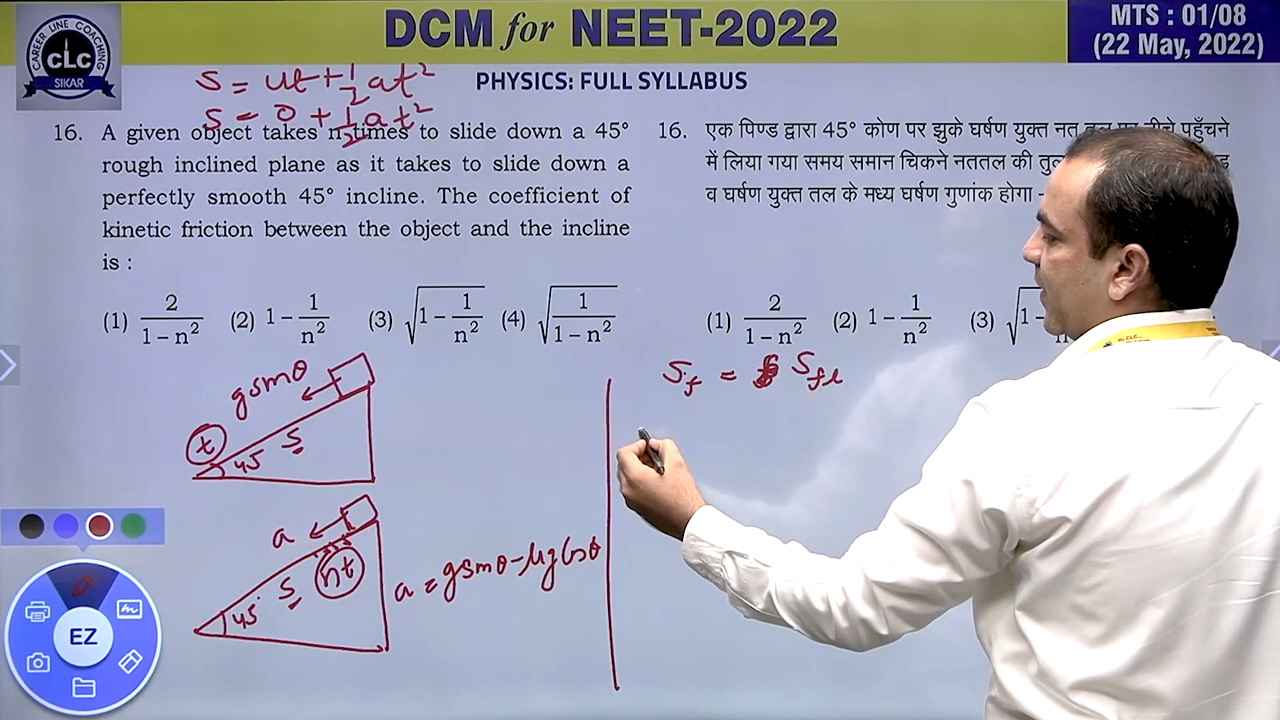 DCM for NEET-2022
MTS : 01/08
(22 May, 2022)
CAREER LINE COACHING
CLC
SIKAR
PHYSICS: FULL SYLLABUS
S = ut + 1/2 at²
S = 0 + 1/2 at²
16. A given object takes n times to slide down a 45°
rough inclined plane as it takes to slide down a
perfectly smooth 45° incline. The coefficient of
kinetic friction between the object and the incline
is :
(1) 2/(1 − n²) (2) 1 − 1/n² (3) √(1 − 1/n²) (4) √(1/(1 − n²))
16. एक पिण्ड द्वारा 45° कोण पर झुके घर्षण युक्त नत
में लिया गया समय समान चिकने नततल की
व घर्षण युक्त तल के मध्य घर्षण गुणांक होगा
(1) 2/(1 − n²) (2) 1 − 1/n² (3)
gsinθ
t
45
S
a
S
nt
45
a = gsinθ − μgcosθ
S_f = S_fl
EZ